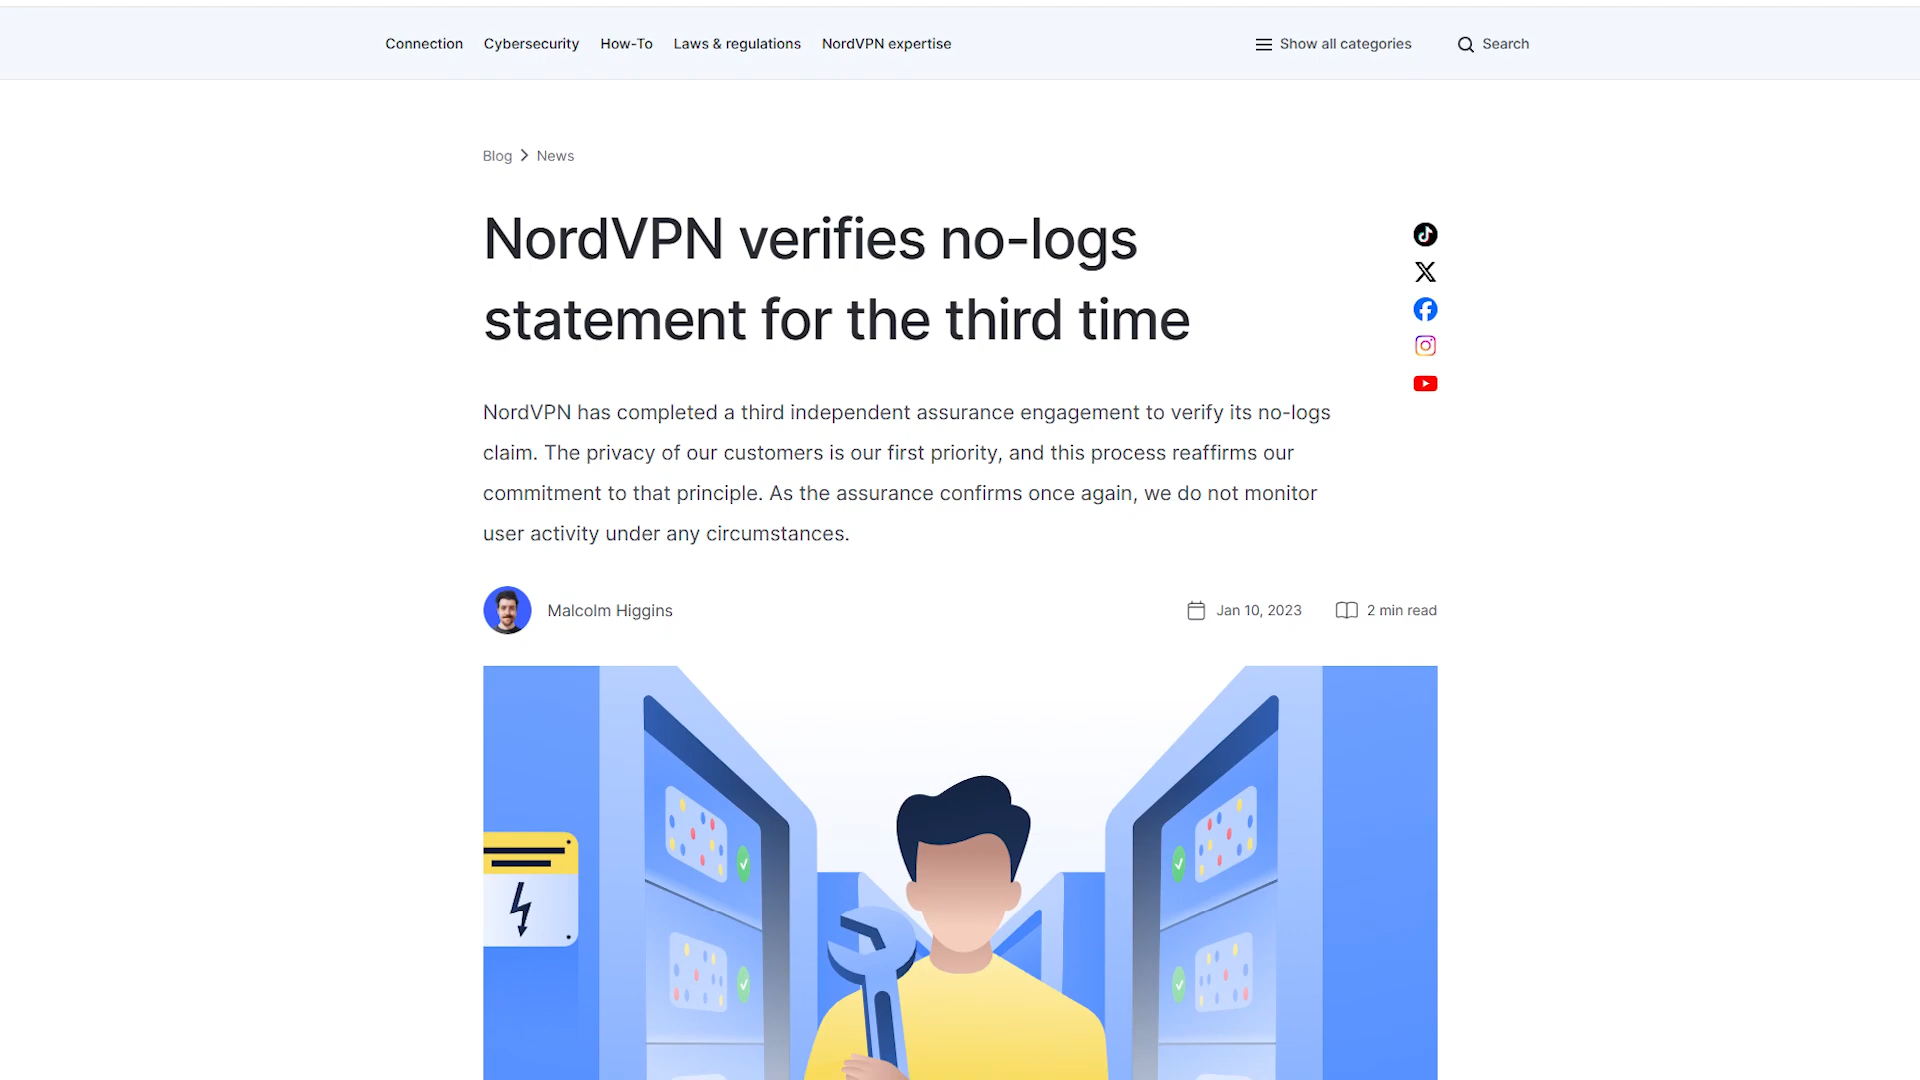 Connection Cybersecurity How-To Laws & regulations NordVPN expertise Show all categories Search
Blog News
NordVPN verifies no-logs
statement for the third time
NordVPN has completed a third independent assurance engagement to verify its no-logs
claim. The privacy of our customers is our first priority, and this process reaffirms our
commitment to that principle. As the assurance confirms once again, we do not monitor
user activity under any circumstances.
Malcolm Higgins Jan 10, 2023 2 min read